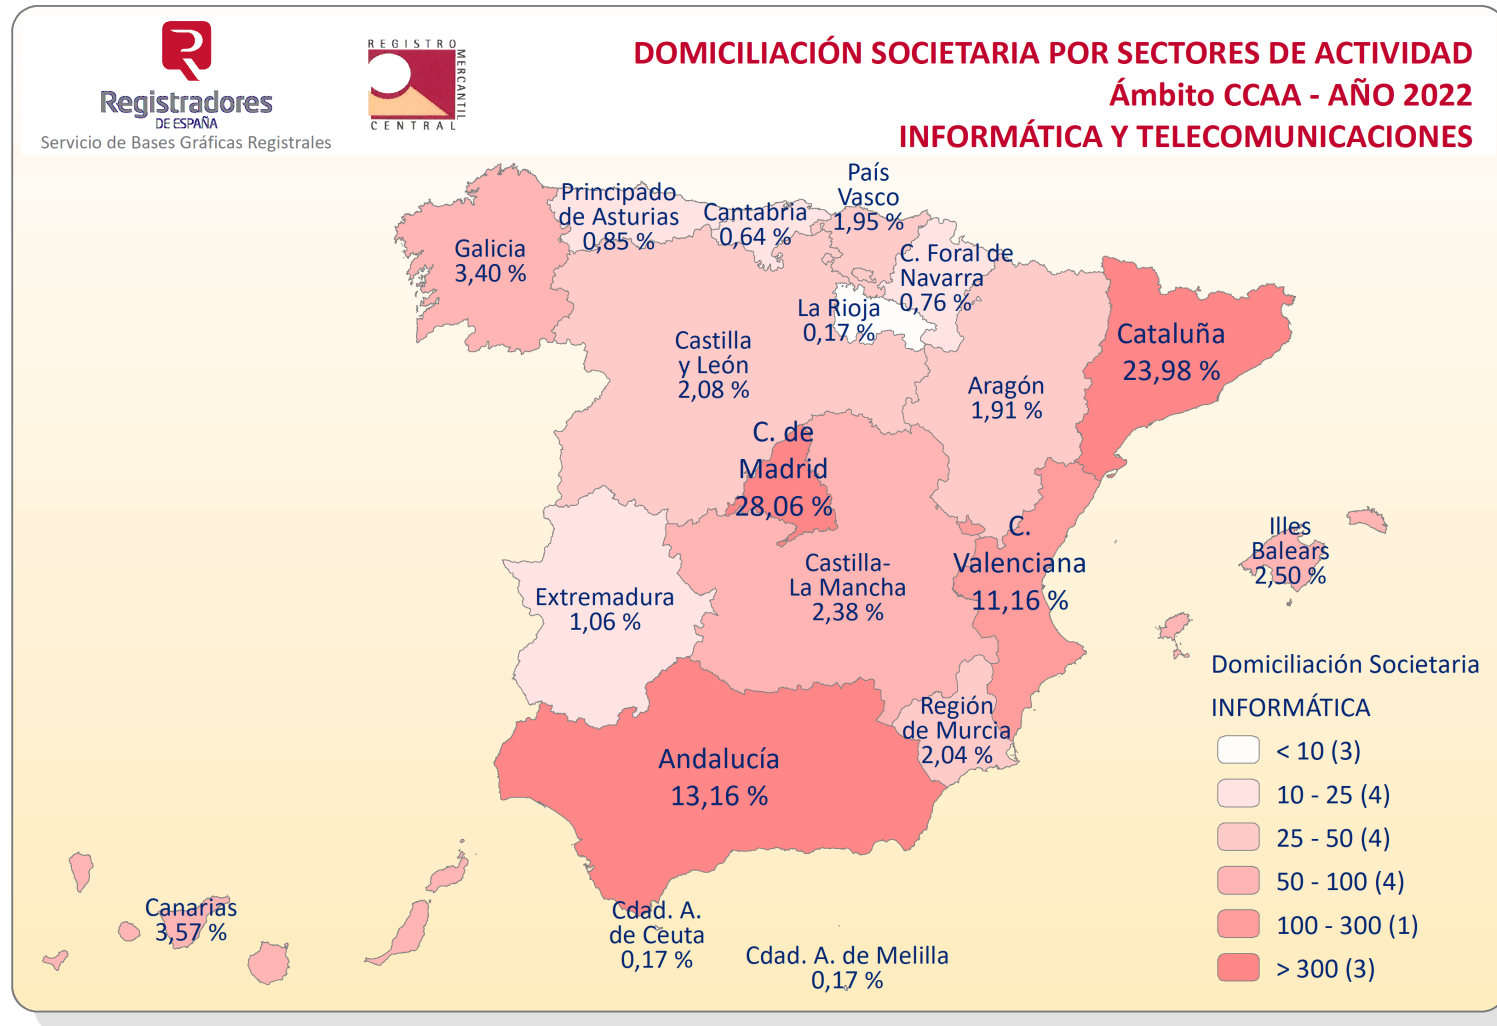 Registradores
DE ESPAÑA
Servicio de Bases Gráficas Registrales
REGISTRO
MERCANTIL
CENTRAL
DOMICILIACIÓN SOCIETARIA POR SECTORES DE ACTIVIDAD
Ámbito CCAA - AÑO 2022
INFORMÁTICA Y TELECOMUNICACIONES
Galicia
3,40 %
Principado
de Asturias
0,85 %
Cantabria
0,64 %
País
Vasco
1,95 %
C. Foral de
Navarra
0,76 %
La Rioja
0,17 %
Castilla
y León
2,08 %
Aragón
1,91 %
Cataluña
23,98 %
C. de
Madrid
28,06 %
Castilla-
La Mancha
2,38 %
C.
Valenciana
11,16 %
Illes
Balears
2,50 %
Extremadura
1,06 %
Región
de Murcia
2,04 %
Andalucía
13,16 %
Canarias
3,57 %
Cdad. A.
de Ceuta
0,17 %
Cdad. A. de Melilla
0,17 %
Domiciliación Societaria
INFORMÁTICA
< 10 (3)
10 - 25 (4)
25 - 50 (4)
50 - 100 (4)
100 - 300 (1)
> 300 (3)